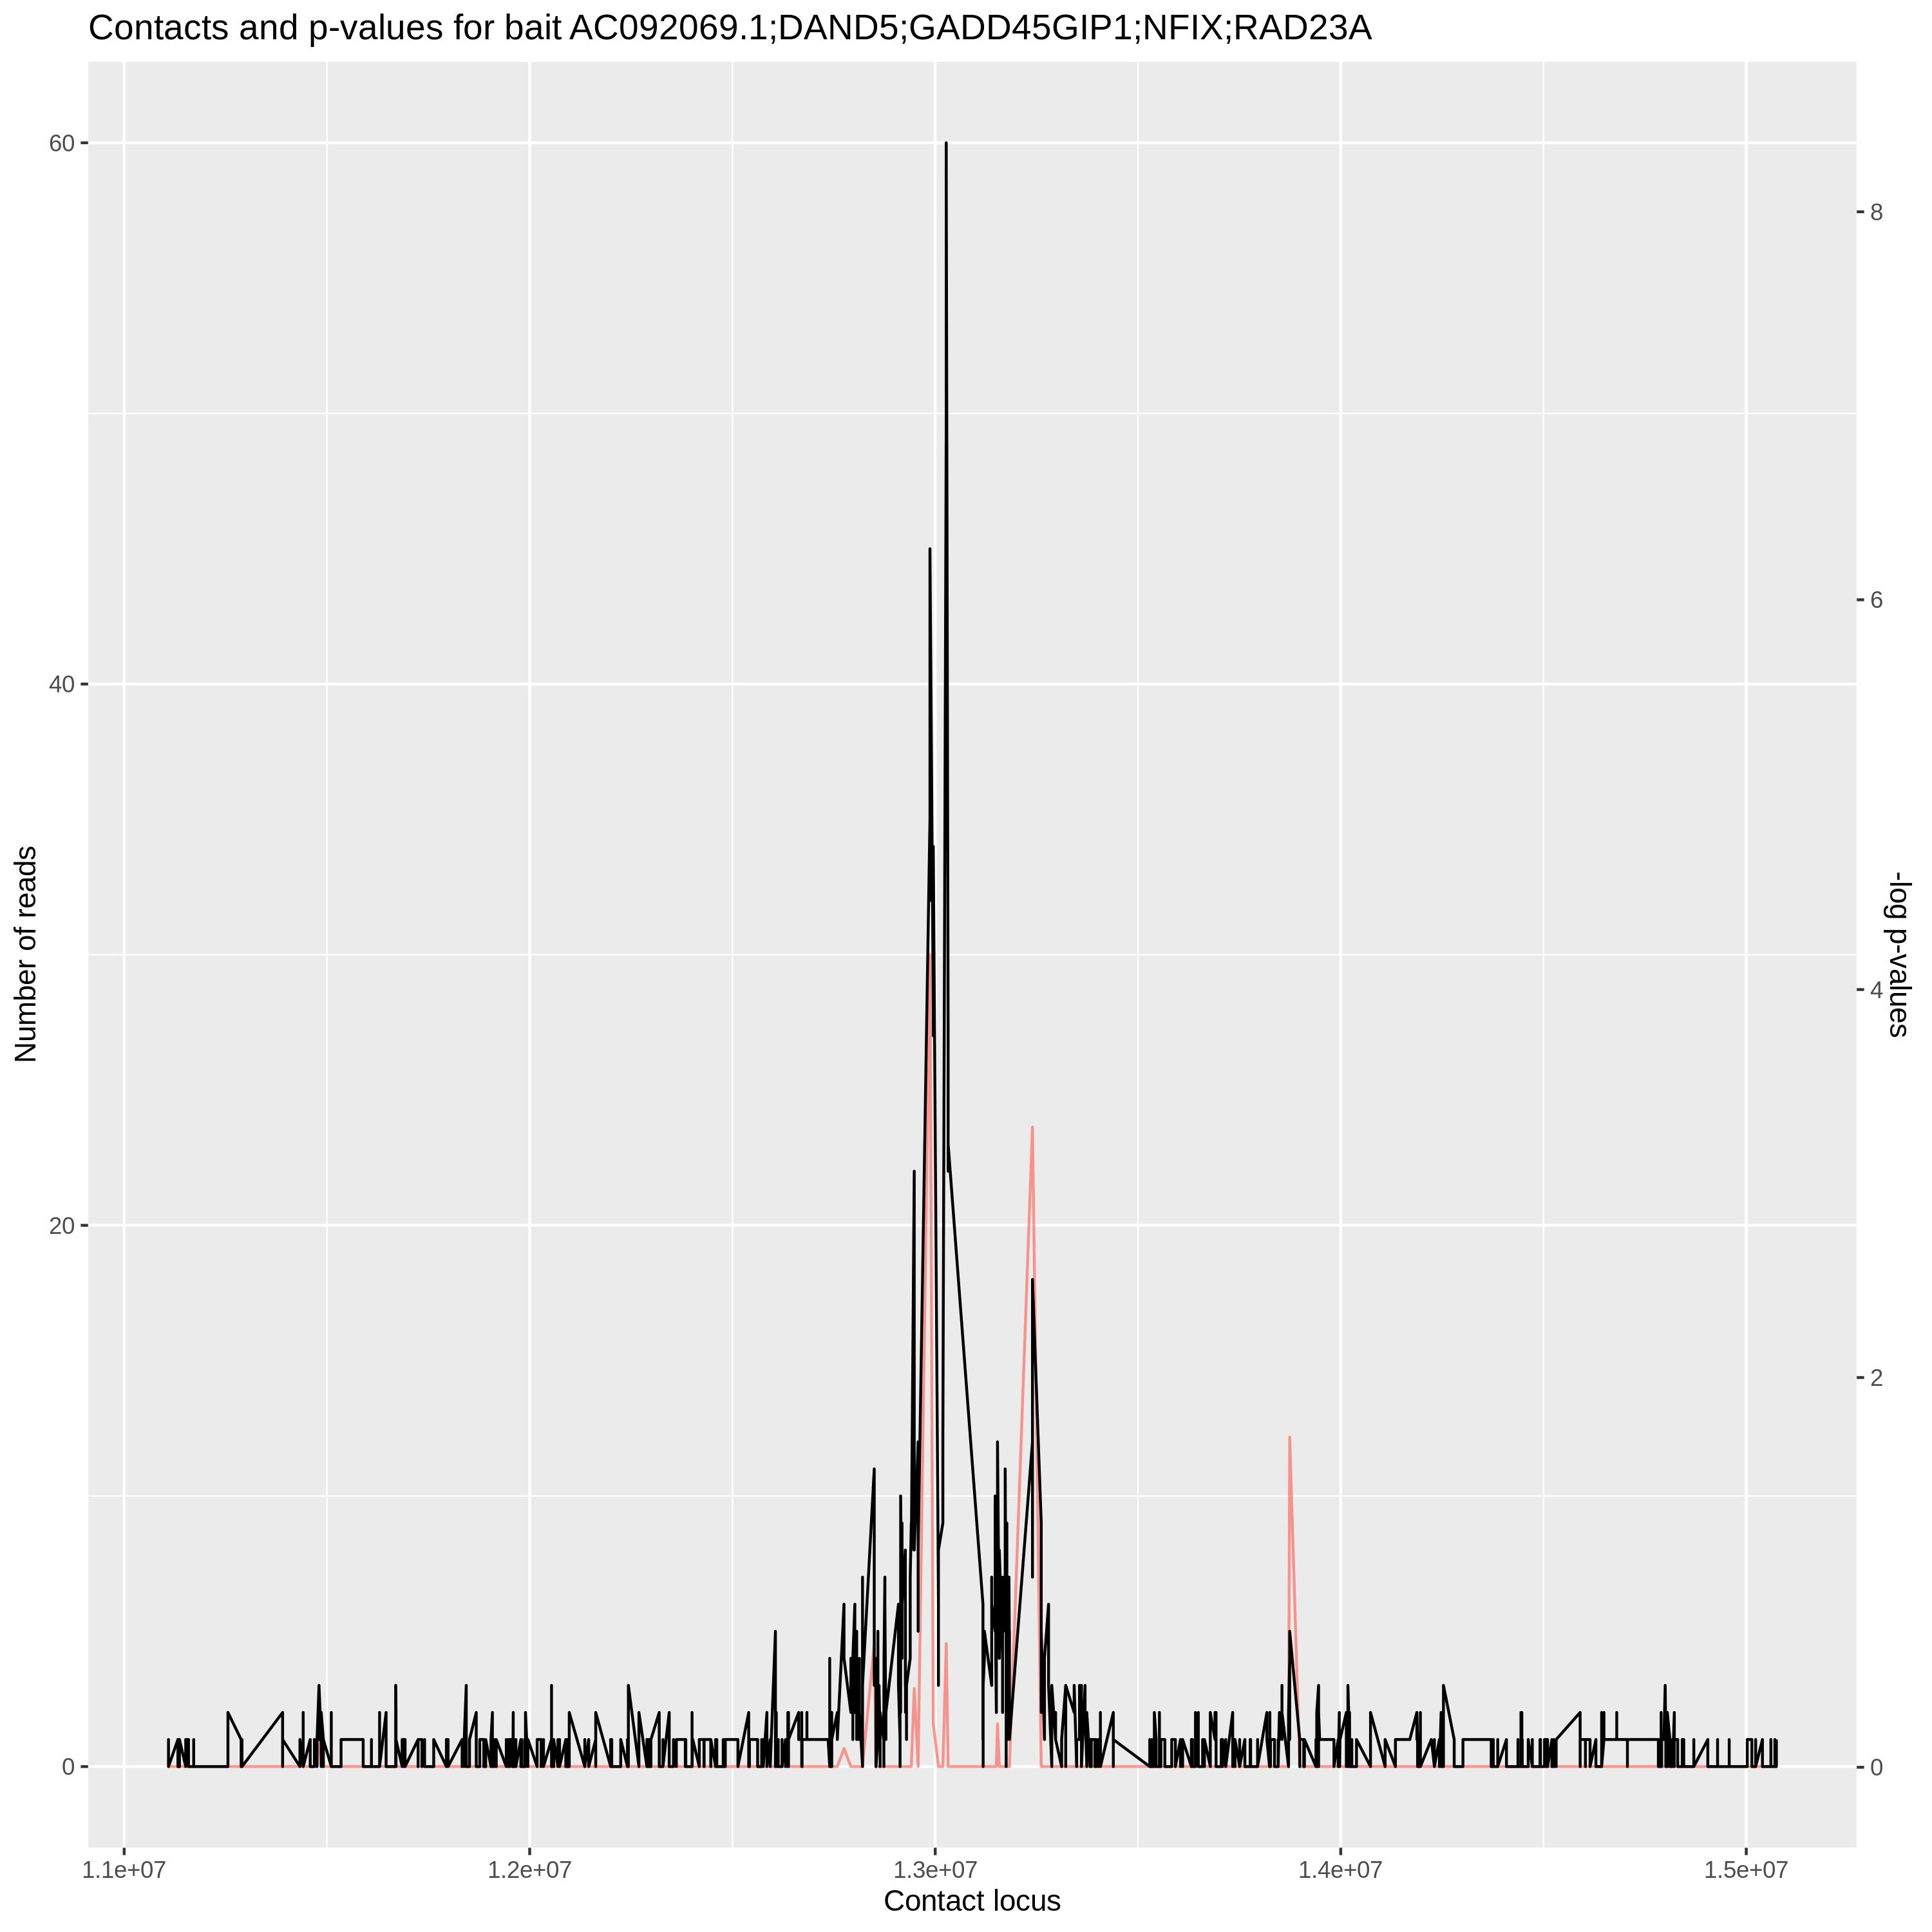 Contacts and p-values for bait AC092069.1;DAND5;GADD45GIP1;NFIX;RAD23A
60
40
20
0
Number of reads
8
6
4
2
0
-log p-values
1.1e+07
1.2e+07
1.3e+07
1.4e+07
1.5e+07
Contact locus